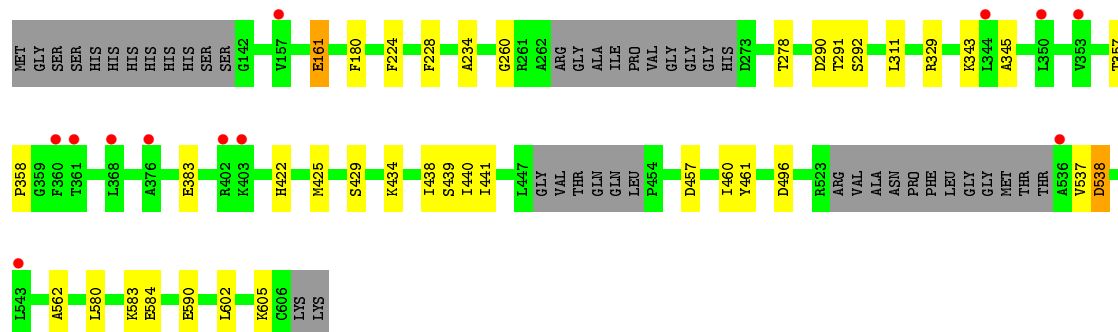 MET GLY SER SER HIS HIS HIS HIS HIS HIS SER SER G142 V157 E161 F180 F224 F228 A234 G260 R261 A262 ARG GLY ALA ILE PRO VAL GLY GLY GLY HIS D273 T278 D290 T291 S292 L311 R329 K343 L344 A345 L350 V353 T357
P358 G359 F360 T361 L368 A376 E383 R402 K403 H422 M425 S429 K434 I438 S439 I440 I441 L447 GLY VAL THR GLN GLN LEU P454 D457 I460 Y461 D496 R523 ARG VAL ALA ASN PRO PHE LEU GLY GLY MET THR THR A536 V537 D538
L543 A562 L580 K583 E584 E590 L602 K605 C606 LYS LYS